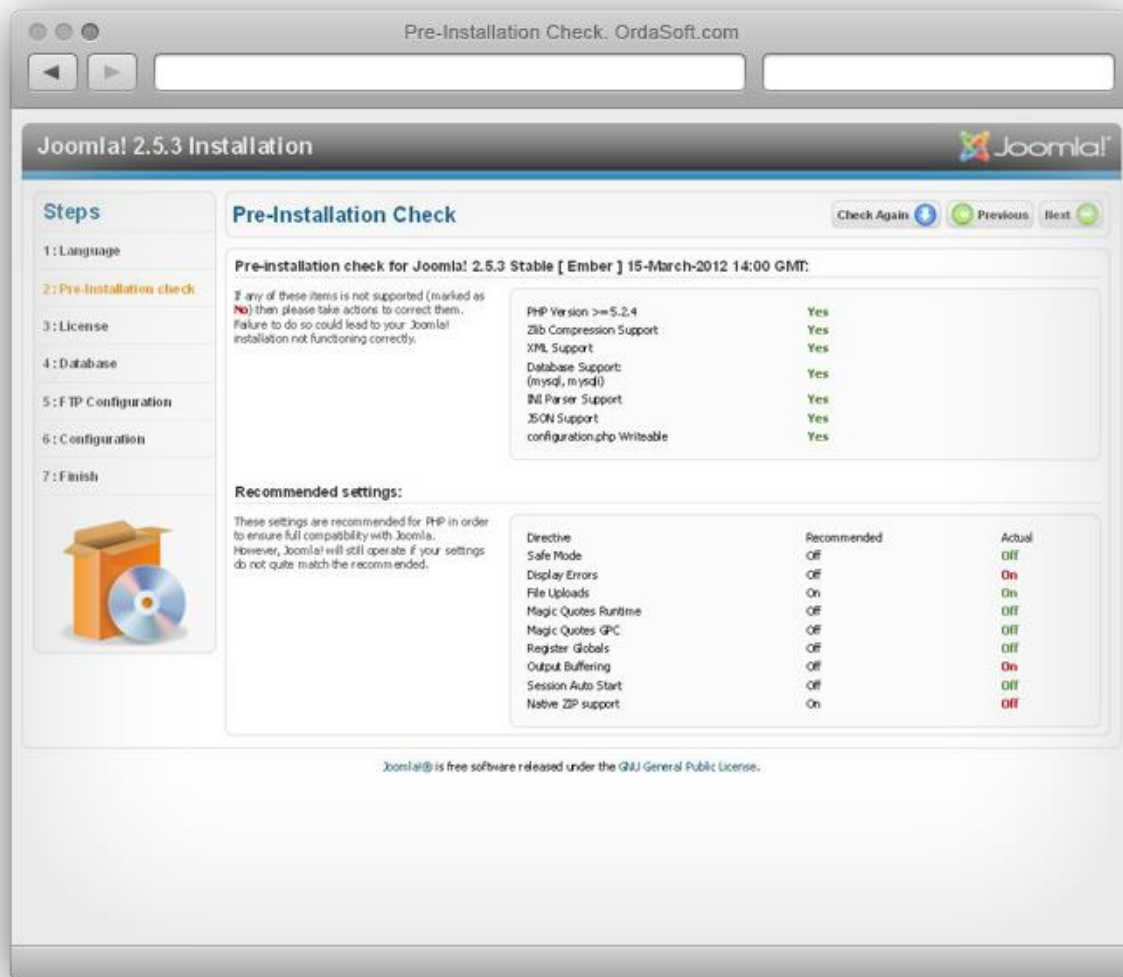 Pre-Installation Check. OrdaSoft.com
Joomla! 2.5.3 Installation
Joomla!
Steps
1 : Language
2 : Pre-Installation check
3 : License
4 : Database
5 : FTP Configuration
6 : Configuration
7 : Finish
Pre-Installation Check
Check Again
Previous
Next
Pre-installation check for Joomla! 2.5.3 Stable [ Ember ] 15-March-2012 14:00 GMT:
If any of these items is not supported (marked as
No) then please take actions to correct them.
Failure to do so could lead to your Joomla!
installation not functioning correctly.
PHP Version >= 5.2.4 Yes
Zlib Compression Support Yes
XML Support Yes
Database Support:
(mysql, mysqli) Yes
INI Parser Support Yes
JSON Support Yes
configuration.php Writeable Yes
Recommended settings:
These settings are recommended for PHP in order
to ensure full compatibility with Joomla.
However, Joomla! will still operate if your settings
do not quite match the recommended.
Directive Recommended Actual
Safe Mode Off Off
Display Errors Off On
File Uploads On On
Magic Quotes Runtime Off Off
Magic Quotes GPC Off Off
Register Globals Off Off
Output Buffering Off On
Session Auto Start Off Off
Native ZIP support On Off
Joomla!® is free software released under the GNU General Public License.